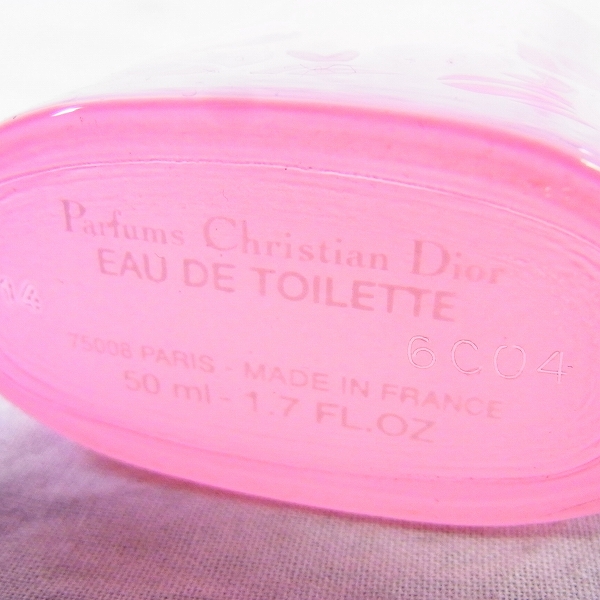 Parfums Christian Dior
EAU DE TOILETTE
6C04
75008 PARIS · MADE IN FRANCE
50 ml - 1.7 FL.OZ